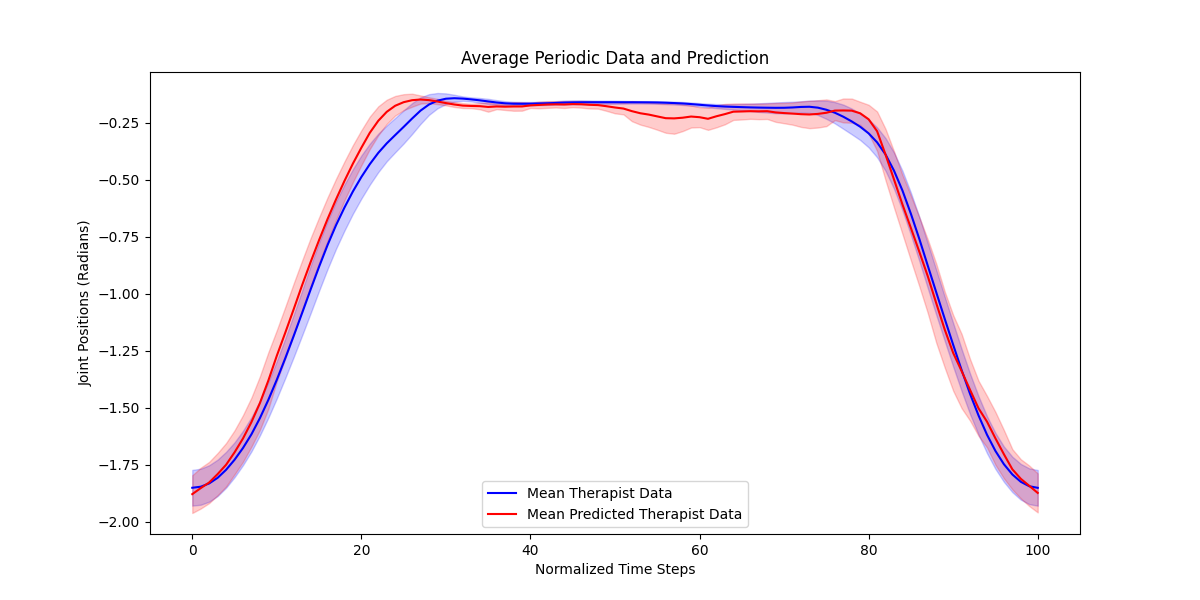 Average Periodic Data and Prediction
Joint Positions (Radians)
−0.25
−0.50
−0.75
−1.00
−1.25
−1.50
−1.75
−2.00
Mean Therapist Data
Mean Predicted Therapist Data
0 20 40 60 80 100
Normalized Time Steps